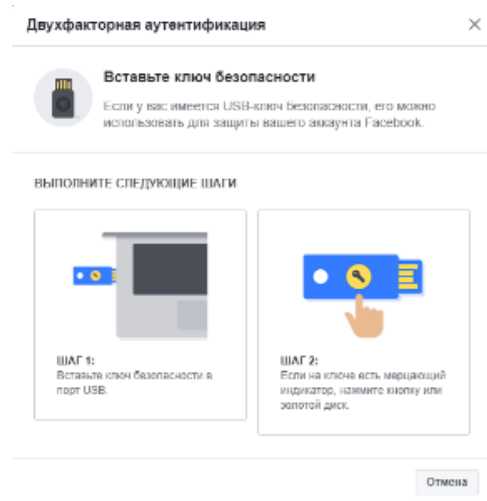 Двухфакторная аутентификация
Вставьте ключ безопасности
Если у вас имеется USB-ключ безопасности, его можно
использовать для защиты вашего аккаунта Facebook.
ВЫПОЛНИТЕ СЛЕДУЮЩИЕ ШАГИ
ШАГ 1:
Вставьте ключ безопасности в
порт USB.
ШАГ 2:
Если на ключе есть мерцающий
индикатор, нажмите кнопку или
золотой диск.
Отмена